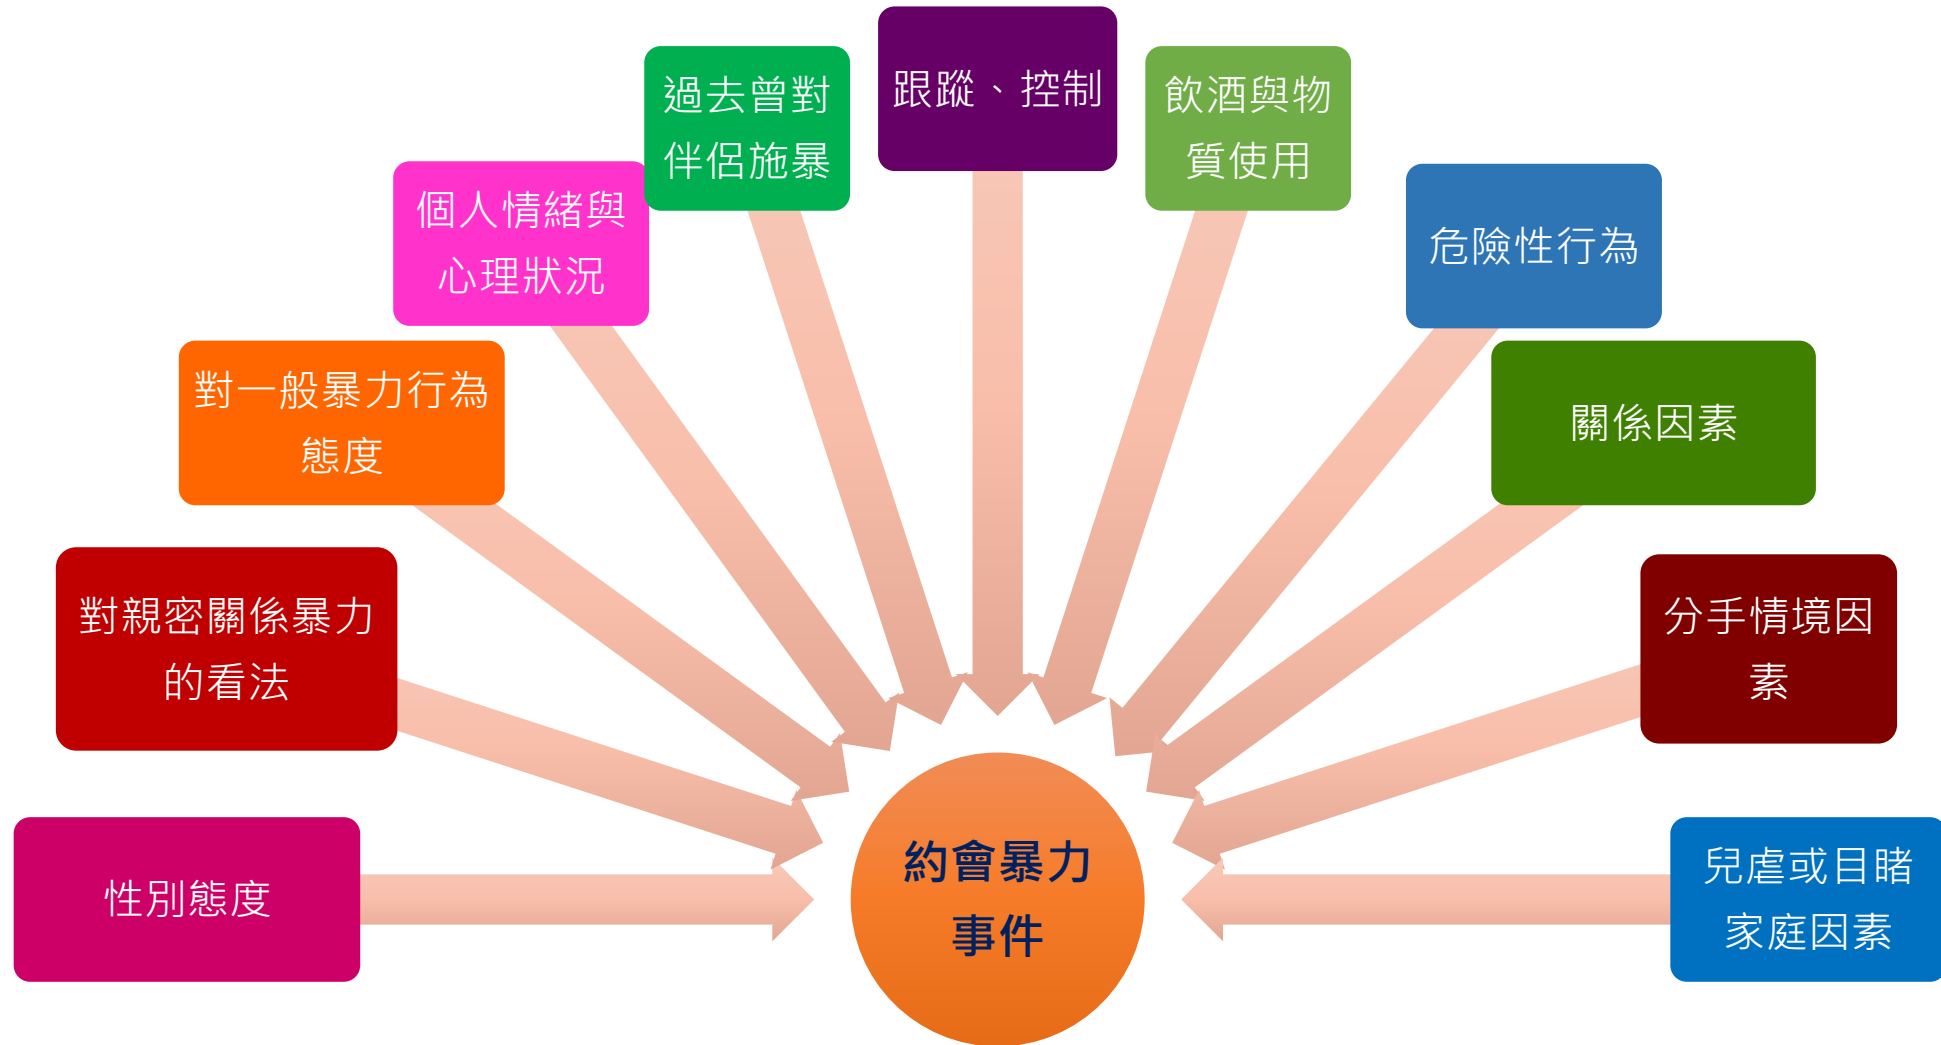 性別態度
對親密關係暴力
的看法
對一般暴力行為
態度
個人情緒與
心理狀況
過去曾對
伴侶施暴
跟蹤、控制
飲酒與物
質使用
危險性行為
關係因素
分手情境因
素
兒虐或目睹
家庭因素
約會暴力
事件